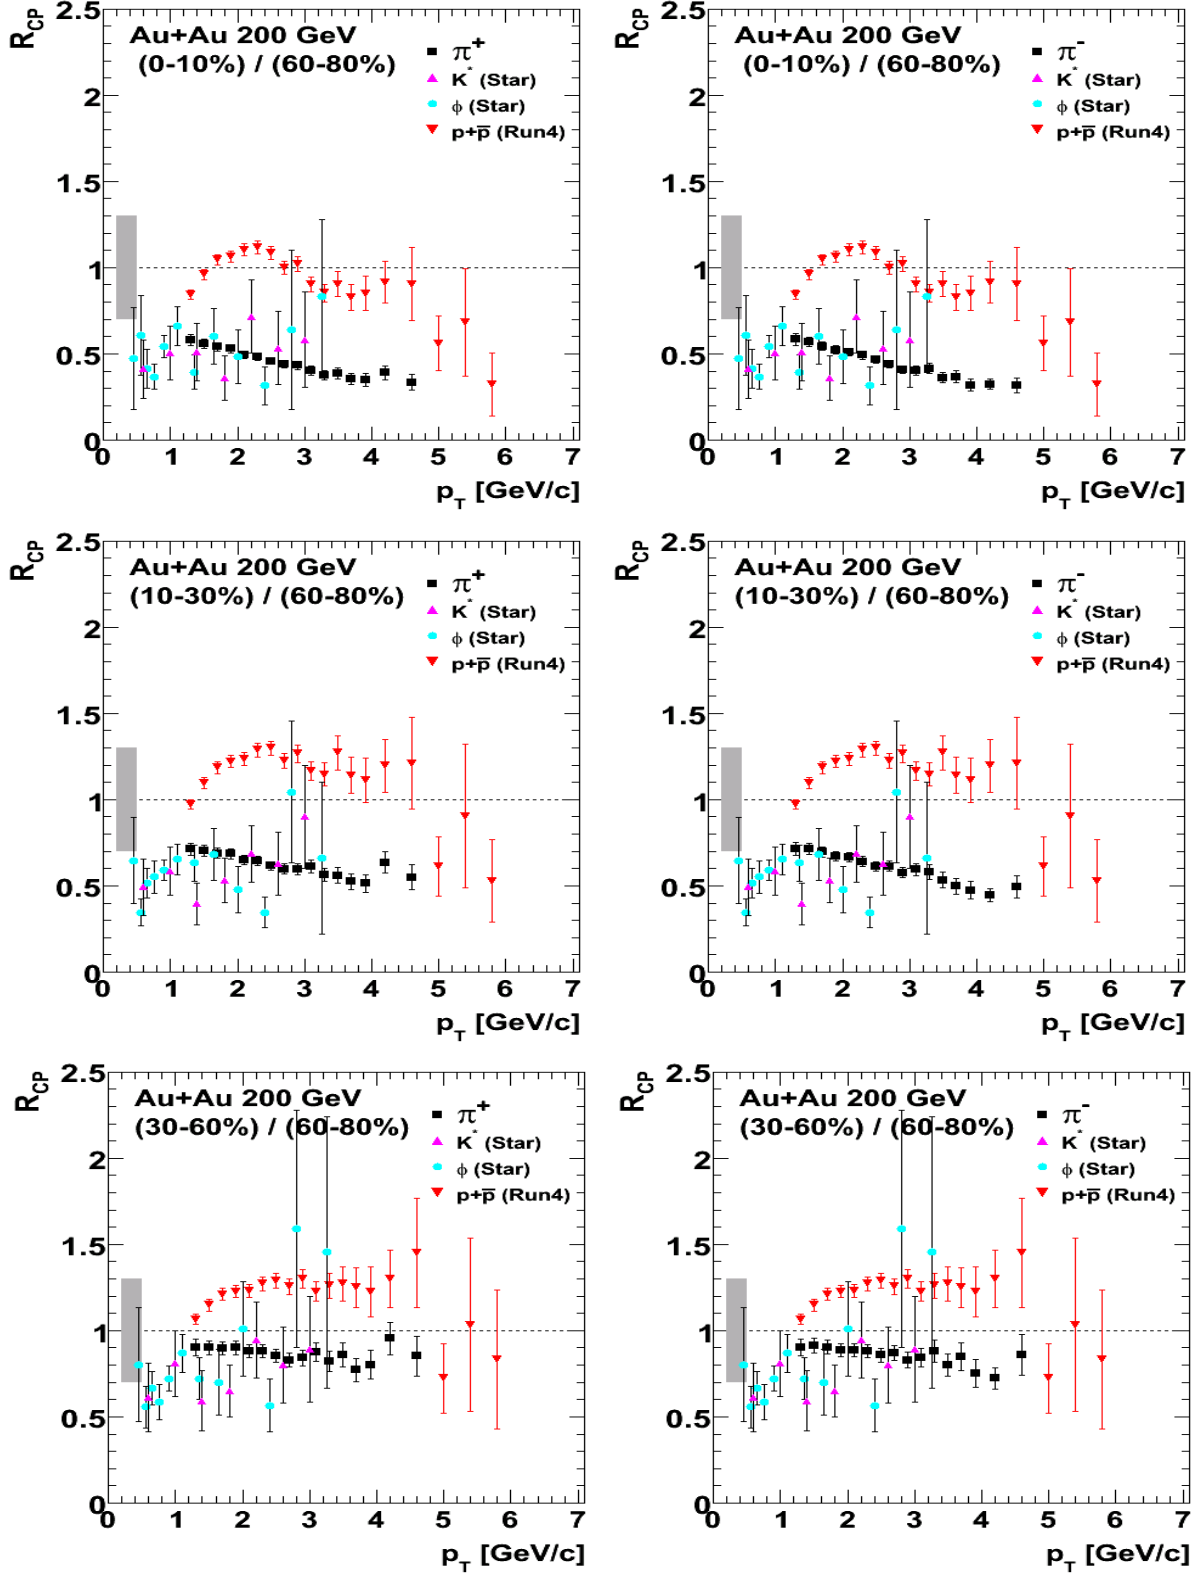 R_CP
2.5
2
1.5
1
0.5
0
Au+Au 200 GeV
(0-10%) / (60-80%)
π⁺
K* (Star)
ϕ (Star)
p+p̅ (Run4)
0 1 2 3 4 5 6 7
p_T [GeV/c]
R_CP
2.5
2
1.5
1
0.5
0
Au+Au 200 GeV
(0-10%) / (60-80%)
π⁻
K* (Star)
ϕ (Star)
p+p̅ (Run4)
0 1 2 3 4 5 6 7
p_T [GeV/c]
R_CP
2.5
2
1.5
1
0.5
0
Au+Au 200 GeV
(10-30%) / (60-80%)
π⁺
K* (Star)
ϕ (Star)
p+p̅ (Run4)
0 1 2 3 4 5 6 7
p_T [GeV/c]
R_CP
2.5
2
1.5
1
0.5
0
Au+Au 200 GeV
(10-30%) / (60-80%)
π⁻
K* (Star)
ϕ (Star)
p+p̅ (Run4)
0 1 2 3 4 5 6 7
p_T [GeV/c]
R_CP
2.5
2
1.5
1
0.5
0
Au+Au 200 GeV
(30-60%) / (60-80%)
π⁺
K* (Star)
ϕ (Star)
p+p̅ (Run4)
0 1 2 3 4 5 6 7
p_T [GeV/c]
R_CP
2.5
2
1.5
1
0.5
0
Au+Au 200 GeV
(30-60%) / (60-80%)
π⁻
K* (Star)
ϕ (Star)
p+p̅ (Run4)
0 1 2 3 4 5 6 7
p_T [GeV/c]